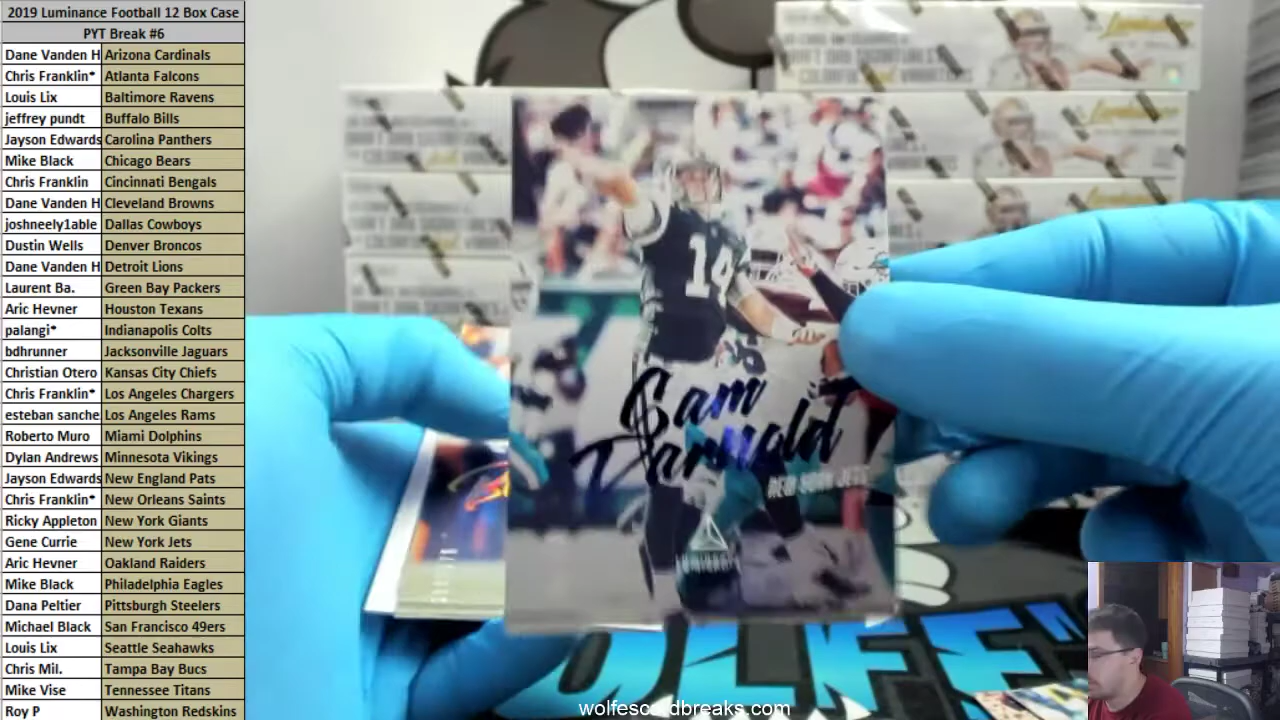 2019 Luminance Football 12 Box Case
PYT Break #6
Dane Vanden H Arizona Cardinals
Chris Franklin* Atlanta Falcons
Louis Lix Baltimore Ravens
jeffrey pundt Buffalo Bills
Jayson Edwards Carolina Panthers
Mike Black Chicago Bears
Chris Franklin Cincinnati Bengals
Dane Vanden H Cleveland Browns
joshneely1able Dallas Cowboys
Dustin Wells Denver Broncos
Dane Vanden H Detroit Lions
Laurent Ba. Green Bay Packers
Aric Hevner Houston Texans
palangi* Indianapolis Colts
bdhrunner Jacksonville Jaguars
Christian Otero Kansas City Chiefs
Chris Franklin* Los Angeles Chargers
esteban sanche Los Angeles Rams
Roberto Muro Miami Dolphins
Dylan Andrews Minnesota Vikings
Jayson Edwards New England Pats
Chris Franklin* New Orleans Saints
Ricky Appleton New York Giants
Gene Currie New York Jets
Aric Hevner Oakland Raiders
Mike Black Philadelphia Eagles
Dana Peltier Pittsburgh Steelers
Michael Black San Francisco 49ers
Louis Lix Seattle Seahawks
Chris Mil. Tampa Bay Bucs
Mike Vise Tennessee Titans
Roy P Washington Redskins
Luminance
14
Sam
Darnold
NEW YORK JETS
LUMINANCE